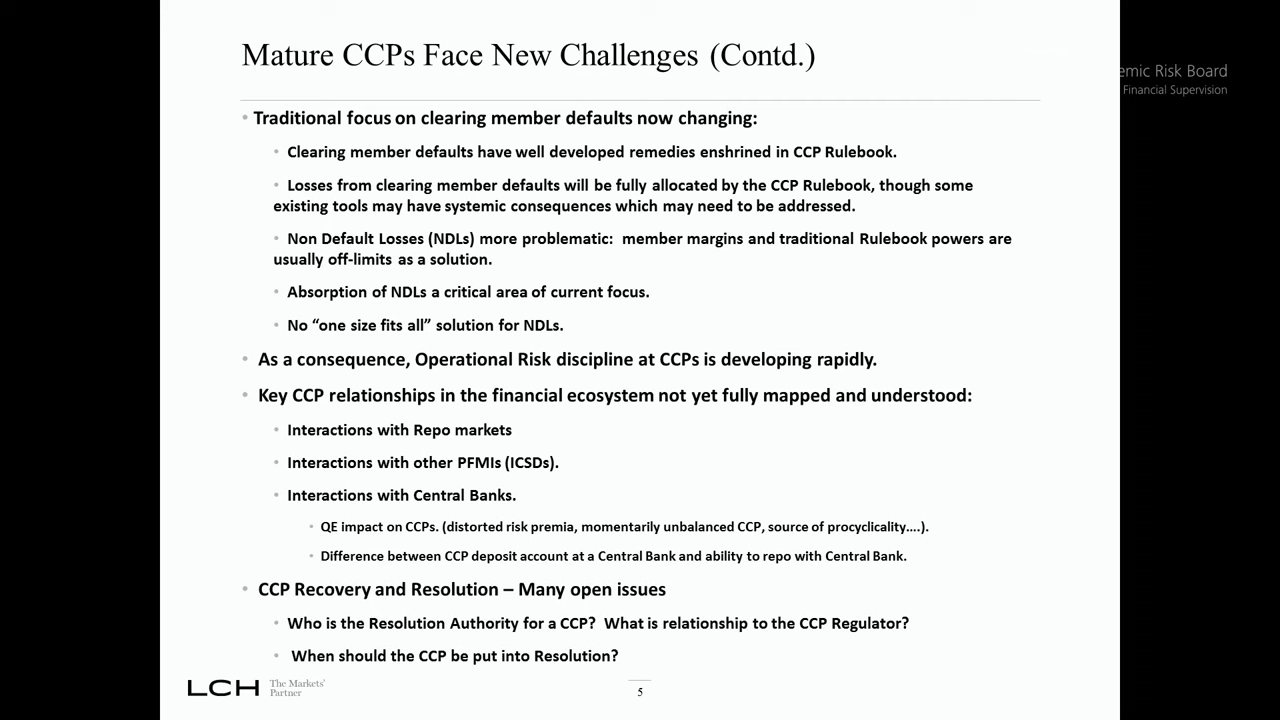 Mature CCPs Face New Challenges (Contd.)
emic Risk Board
Financial Supervision
• Traditional focus on clearing member defaults now changing:
• Clearing member defaults have well developed remedies enshrined in CCP Rulebook.
• Losses from clearing member defaults will be fully allocated by the CCP Rulebook, though some
existing tools may have systemic consequences which may need to be addressed.
• Non Default Losses (NDLs) more problematic: member margins and traditional Rulebook powers are
usually off-limits as a solution.
• Absorption of NDLs a critical area of current focus.
• No “one size fits all” solution for NDLs.
• As a consequence, Operational Risk discipline at CCPs is developing rapidly.
• Key CCP relationships in the financial ecosystem not yet fully mapped and understood:
• Interactions with Repo markets
• Interactions with other PFMIs (ICSDs).
• Interactions with Central Banks.
• QE impact on CCPs. (distorted risk premia, momentarily unbalanced CCP, source of procyclicality....).
• Difference between CCP deposit account at a Central Bank and ability to repo with Central Bank.
• CCP Recovery and Resolution – Many open issues
• Who is the Resolution Authority for a CCP? What is relationship to the CCP Regulator?
• When should the CCP be put into Resolution?
LCH The Markets'
Partner
5